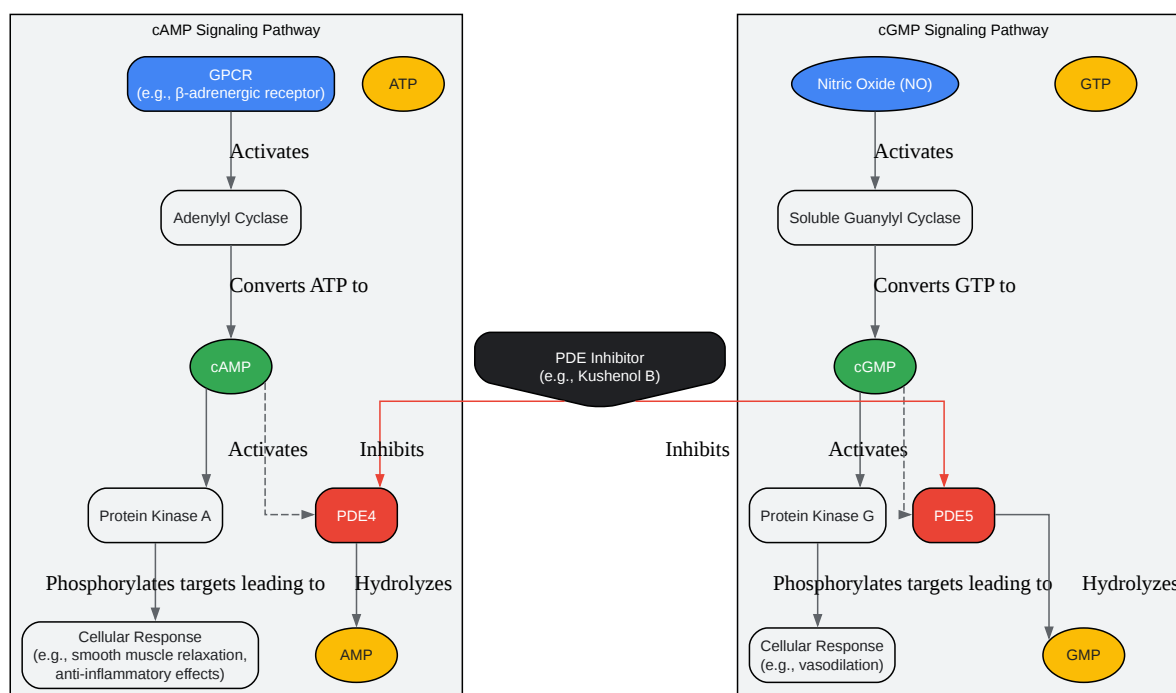 cAMP Signaling Pathway
GPCR
(e.g., β-adrenergic receptor)
ATP
Activates
Adenylyl Cyclase
Converts ATP to
cAMP
Activates
Inhibits
Protein Kinase A
PDE4
Phosphorylates targets leading to
Hydrolyzes
Cellular Response
(e.g., smooth muscle relaxation,
anti-inflammatory effects)
AMP
PDE Inhibitor
(e.g., Kushenol B)
cGMP Signaling Pathway
Nitric Oxide (NO)
GTP
Activates
Soluble Guanylyl Cyclase
Converts GTP to
cGMP
Inhibits
Activates
Protein Kinase G
PDE5
Phosphorylates targets leading to
Hydrolyzes
Cellular Response
(e.g., vasodilation)
GMP